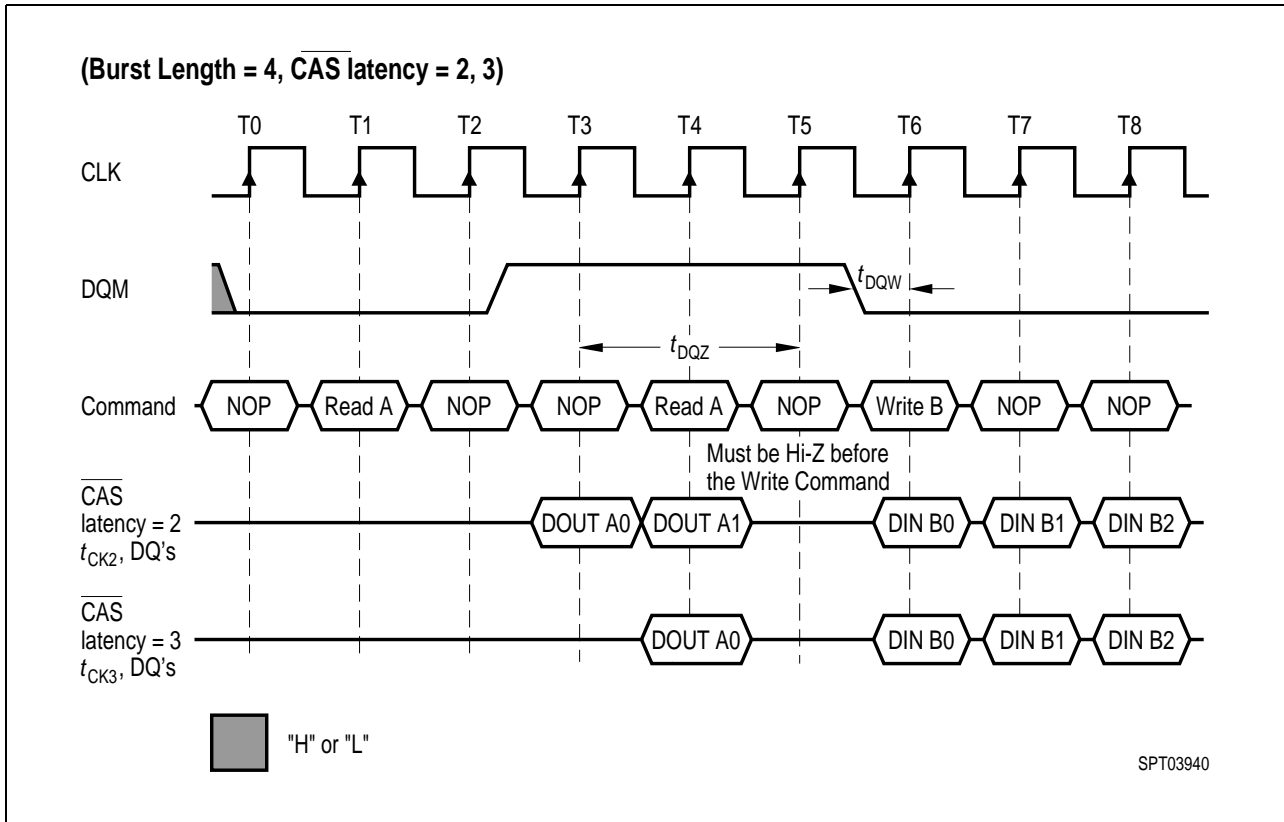 (Burst Length = 4, CAS latency = 2, 3)
T0 T1 T2 T3 T4 T5 T6 T7 T8
CLK
DQM
tDQW
tDQZ
Command NOP Read A NOP NOP Read A NOP Write B NOP NOP
Must be Hi-Z before
the Write Command
CAS
latency = 2
tCK2, DQ's
DOUT A0 DOUT A1 DIN B0 DIN B1 DIN B2
CAS
latency = 3
tCK3, DQ's
DOUT A0 DIN B0 DIN B1 DIN B2
"H" or "L"
SPT03940